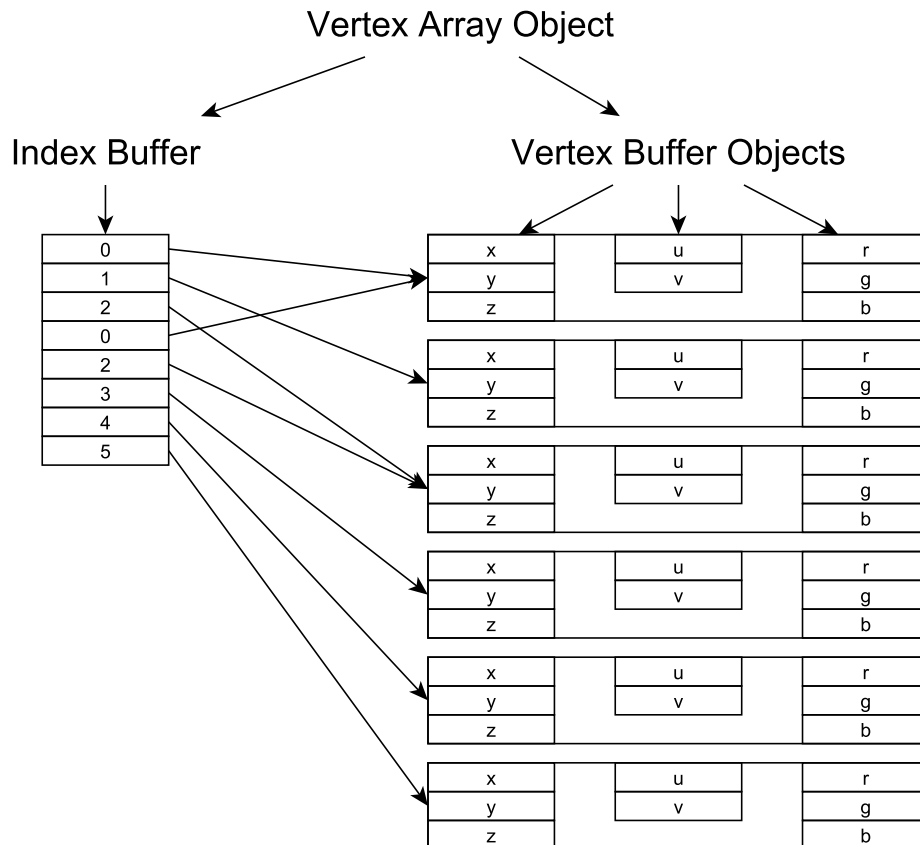 Vertex Array Object
Index Buffer
Vertex Buffer Objects
0
1
2
0
2
3
4
5
x u r
y v g
z b
x u r
y v g
z b
x u r
y v g
z b
x u r
y v g
z b
x u r
y v g
z b
x u r
y v g
z b